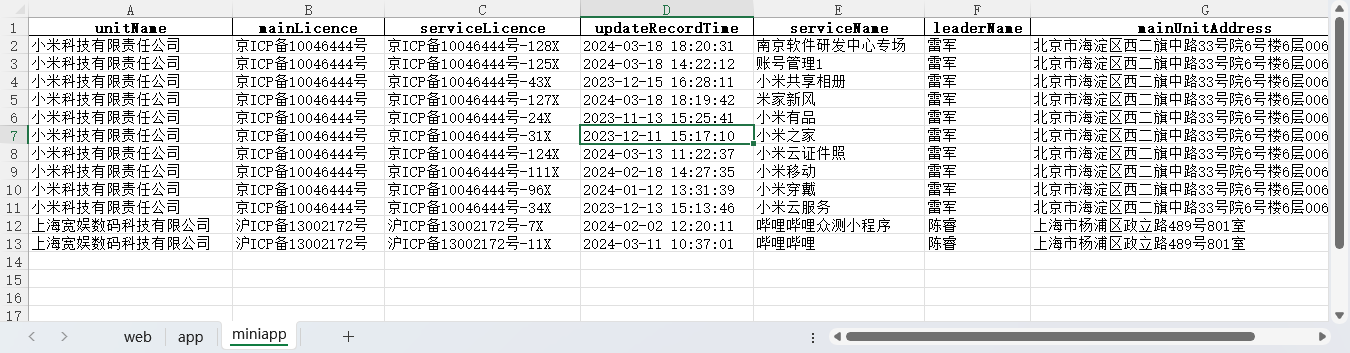 A B C D E F G
1 unitName mainLicence serviceLicence updateRecordTime serviceName leaderName mainUnitAddress
2 小米科技有限责任公司 京ICP备10046444号 京ICP备10046444号-128X 2024-03-18 18:20:31 南京软件研发中心专场 雷军 北京市海淀区西二旗中路33号院6号楼6层006
3 小米科技有限责任公司 京ICP备10046444号 京ICP备10046444号-125X 2024-03-18 14:22:12 账号管理1 雷军 北京市海淀区西二旗中路33号院6号楼6层006
4 小米科技有限责任公司 京ICP备10046444号 京ICP备10046444号-43X 2023-12-15 16:28:11 小米共享相册 雷军 北京市海淀区西二旗中路33号院6号楼6层006
5 小米科技有限责任公司 京ICP备10046444号 京ICP备10046444号-127X 2024-03-18 18:19:42 米家新风 雷军 北京市海淀区西二旗中路33号院6号楼6层006
6 小米科技有限责任公司 京ICP备10046444号 京ICP备10046444号-24X 2023-11-13 15:25:41 小米有品 雷军 北京市海淀区西二旗中路33号院6号楼6层006
7 小米科技有限责任公司 京ICP备10046444号 京ICP备10046444号-31X 2023-12-11 15:17:10 小米之家 雷军 北京市海淀区西二旗中路33号院6号楼6层006
8 小米科技有限责任公司 京ICP备10046444号 京ICP备10046444号-124X 2024-03-13 11:22:37 小米云证件照 雷军 北京市海淀区西二旗中路33号院6号楼6层006
9 小米科技有限责任公司 京ICP备10046444号 京ICP备10046444号-111X 2024-02-18 14:27:35 小米移动 雷军 北京市海淀区西二旗中路33号院6号楼6层006
10 小米科技有限责任公司 京ICP备10046444号 京ICP备10046444号-96X 2024-01-12 13:31:39 小米穿戴 雷军 北京市海淀区西二旗中路33号院6号楼6层006
11 小米科技有限责任公司 京ICP备10046444号 京ICP备10046444号-34X 2023-12-13 15:13:46 小米云服务 雷军 北京市海淀区西二旗中路33号院6号楼6层006
12 上海宽娱数码科技有限公司 沪ICP备13002172号 沪ICP备13002172号-7X 2024-02-02 12:20:11 哔哩哔哩众测小程序 陈睿 上海市杨浦区政立路489号801室
13 上海宽娱数码科技有限公司 沪ICP备13002172号 沪ICP备13002172号-11X 2024-03-11 10:37:01 哔哩哔哩 陈睿 上海市杨浦区政立路489号801室
14
15
16
17
web app miniapp